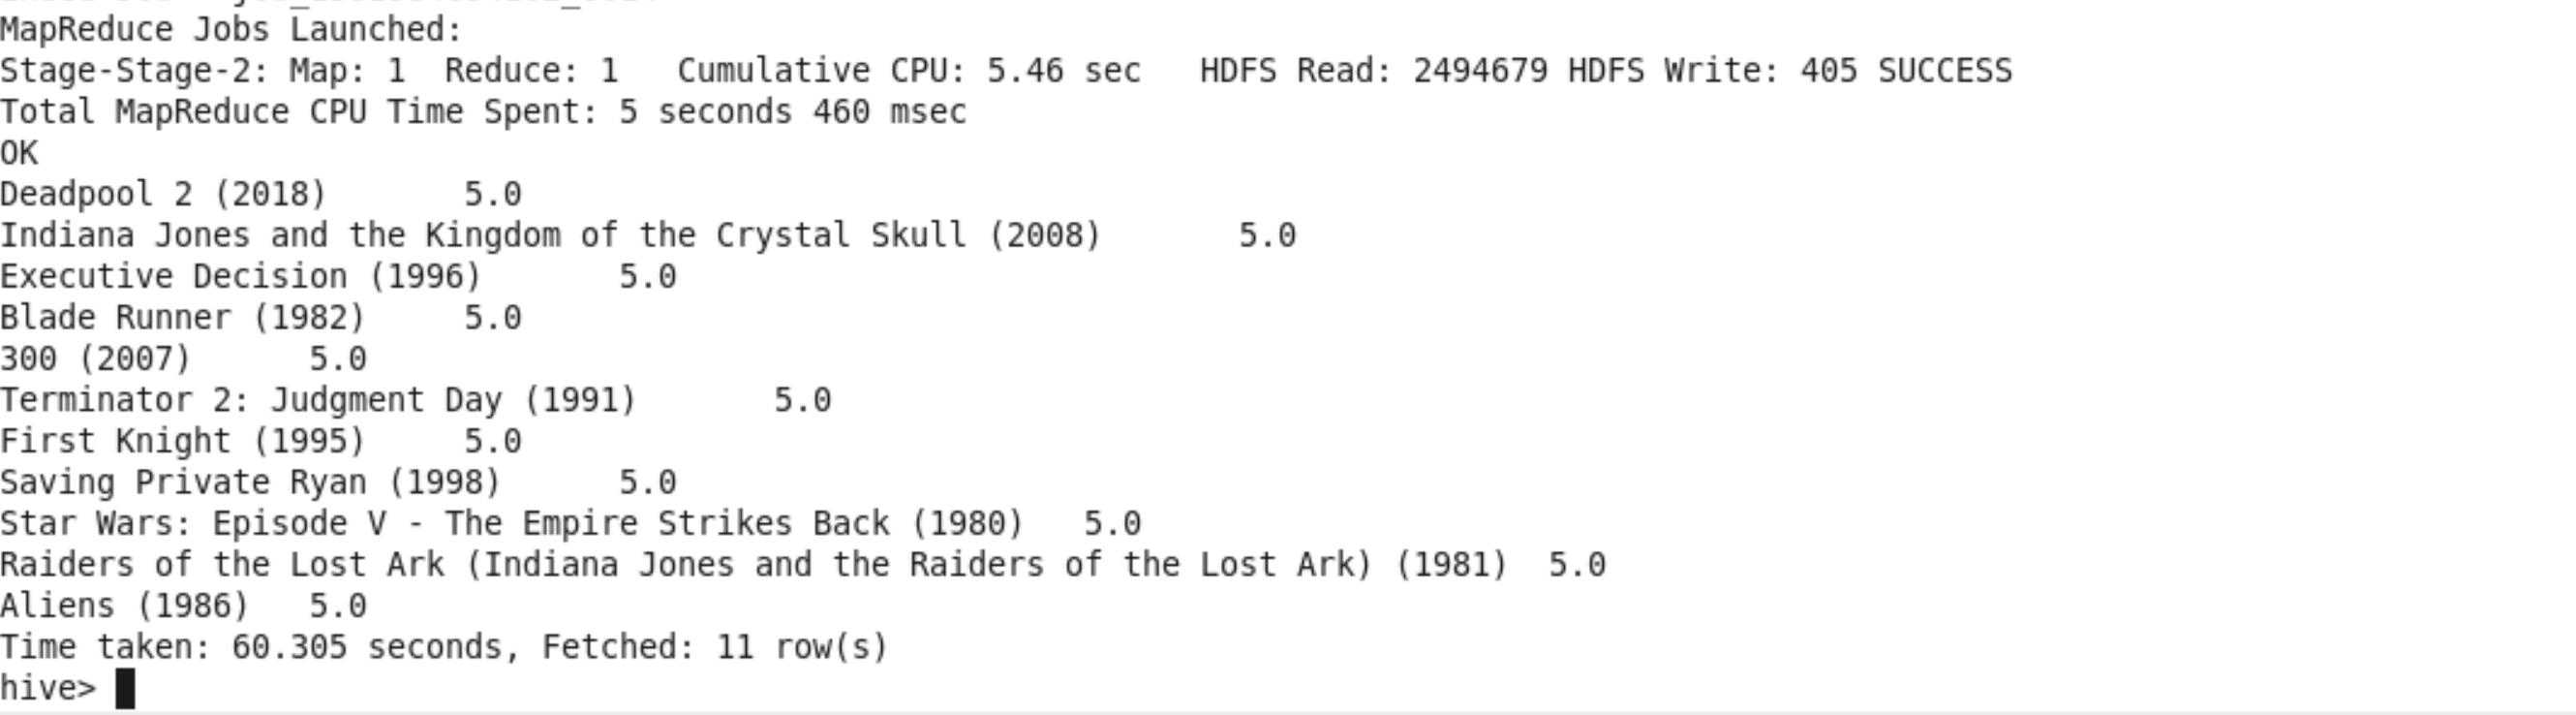 MapReduce Jobs Launched:
Stage-Stage-2: Map: 1  Reduce: 1   Cumulative CPU: 5.46 sec   HDFS Read: 2494679 HDFS Write: 405 SUCCESS
Total MapReduce CPU Time Spent: 5 seconds 460 msec
OK
Deadpool 2 (2018)       5.0
Indiana Jones and the Kingdom of the Crystal Skull (2008)       5.0
Executive Decision (1996)       5.0
Blade Runner (1982)     5.0
300 (2007)      5.0
Terminator 2: Judgment Day (1991)       5.0
First Knight (1995)     5.0
Saving Private Ryan (1998)      5.0
Star Wars: Episode V - The Empire Strikes Back (1980)   5.0
Raiders of the Lost Ark (Indiana Jones and the Raiders of the Lost Ark) (1981)  5.0
Aliens (1986)   5.0
Time taken: 60.305 seconds, Fetched: 11 row(s)
hive>